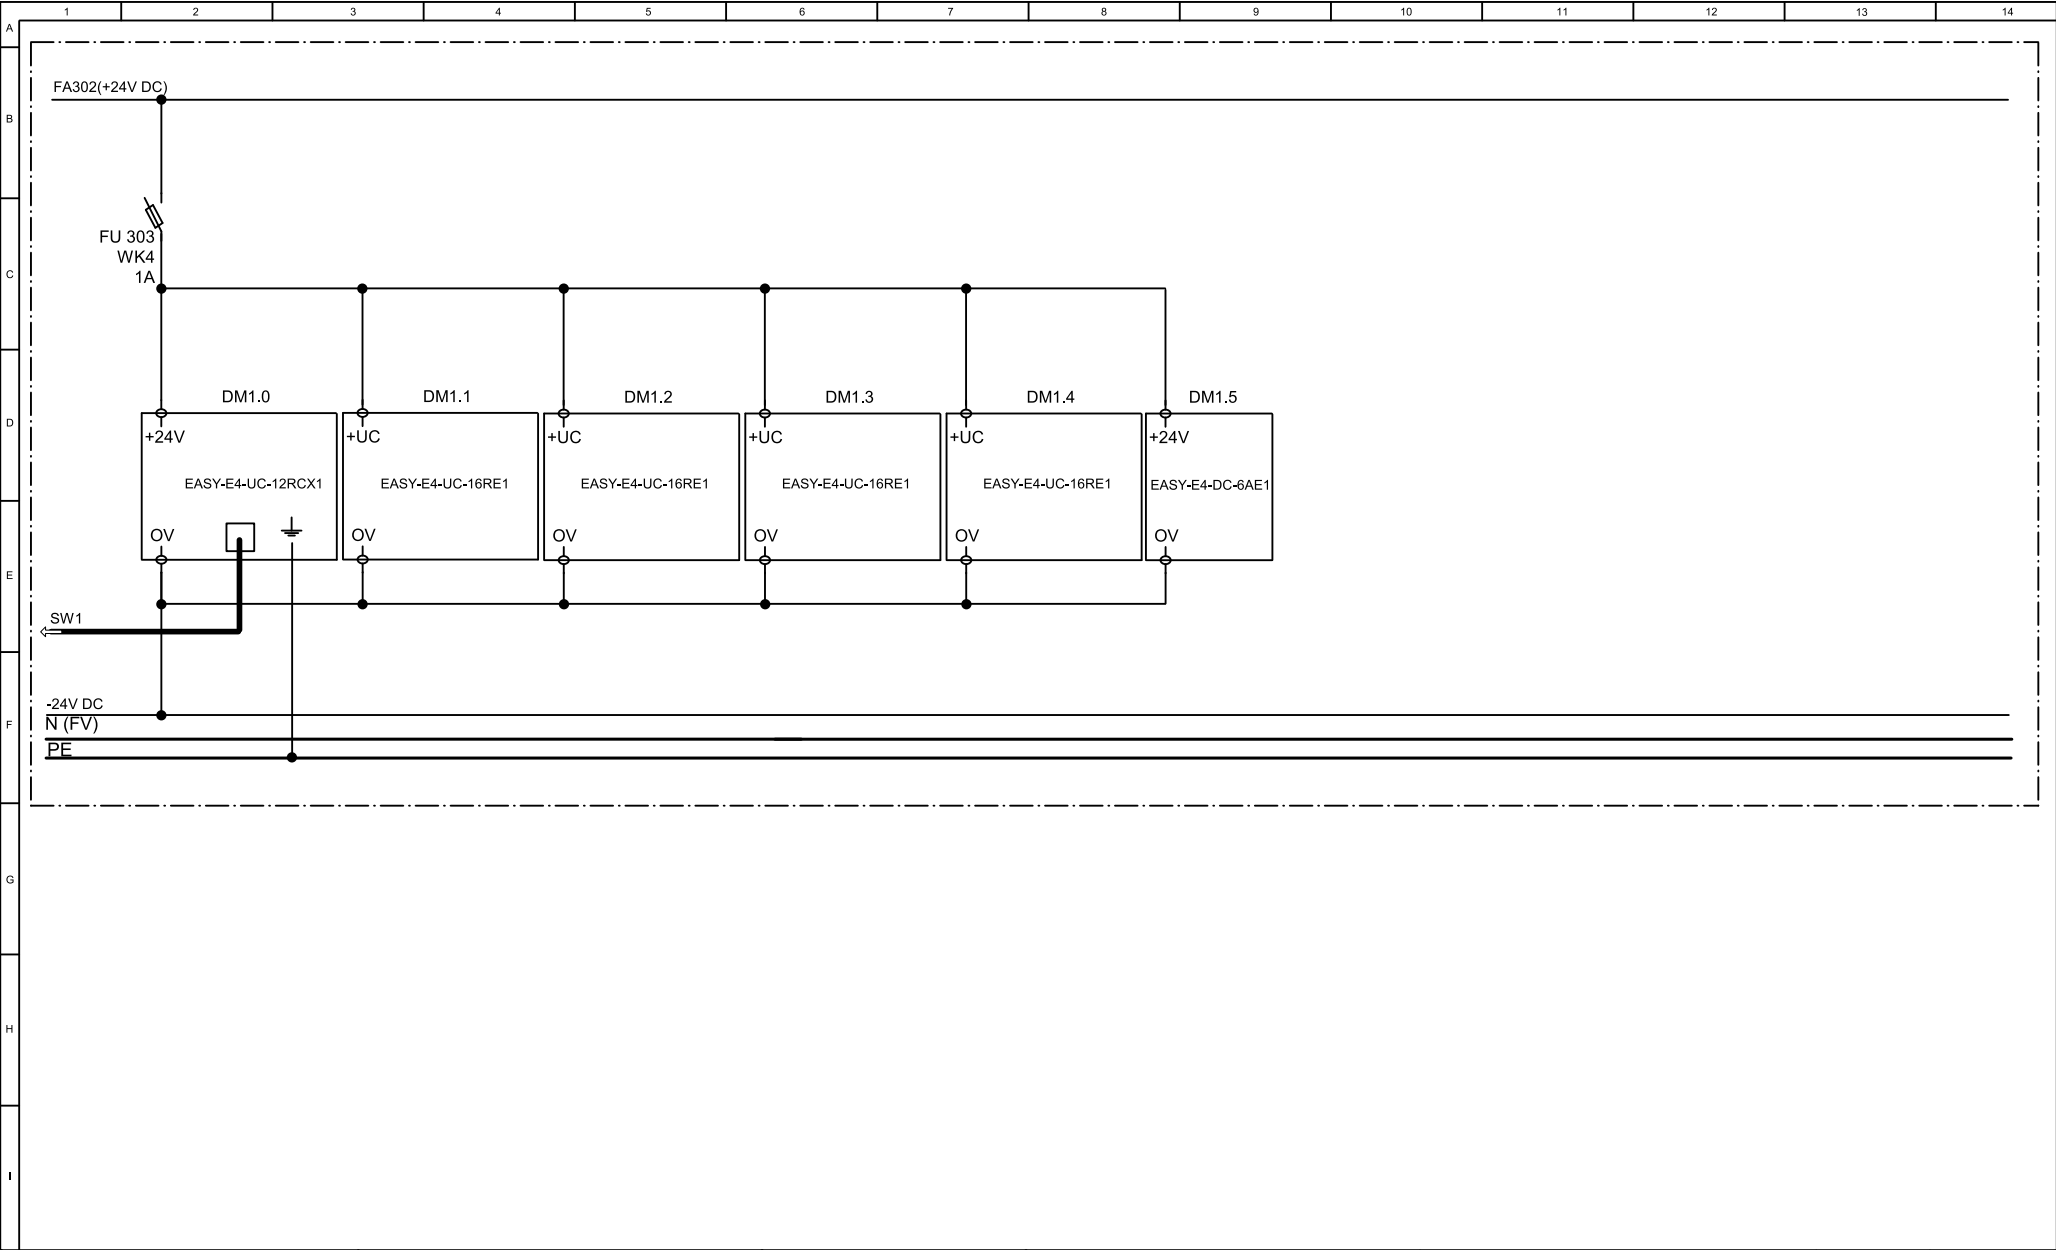 1 2 3 4 5 6 7 8 9 10 11 12 13 14
A
FA302(+24V DC)
B
FU 303
WK4
1A
C
DM1.0 DM1.1 DM1.2 DM1.3 DM1.4 DM1.5
D
+24V +UC +UC +UC +UC +24V
EASY-E4-UC-12RCX1 EASY-E4-UC-16RE1 EASY-E4-UC-16RE1 EASY-E4-UC-16RE1 EASY-E4-UC-16RE1 EASY-E4-DC-6AE1
OV OV OV OV OV OV
E
SW1
-24V DC
F
N (FV)
PE
G
H
I